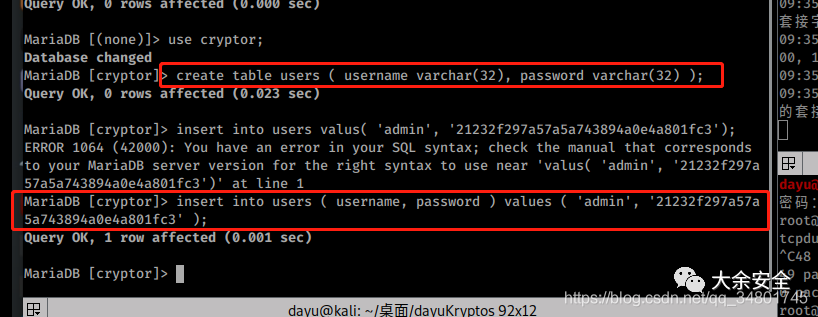 Query OK, 0 rows affected (0.000 sec)
MariaDB [(none)]> use cryptor;
Database changed
MariaDB [cryptor]> create table users ( username varchar(32), password varchar(32) );
Query OK, 0 rows affected (0.023 sec)
MariaDB [cryptor]> insert into users valus( 'admin', '21232f297a57a5a743894a0e4a801fc3');
ERROR 1064 (42000): You have an error in your SQL syntax; check the manual that corresponds
to your MariaDB server version for the right syntax to use near 'valus( 'admin', '21232f297a
57a5a743894a0e4a801fc3')' at line 1
MariaDB [cryptor]> insert into users ( username, password ) values ( 'admin', '21232f297a57a
5a743894a0e4a801fc3' );
Query OK, 1 row affected (0.001 sec)
MariaDB [cryptor]>
dayu@kali: ~/桌面/dayuKryptos 92x12
09:35
套接字
09:35
00, 1
09:35
09:35
的套接
dayu@
密码:
root@
tcpdu
^C48
0 pac
root@
大余安全
https://blog.csdn.net/qq_34801745